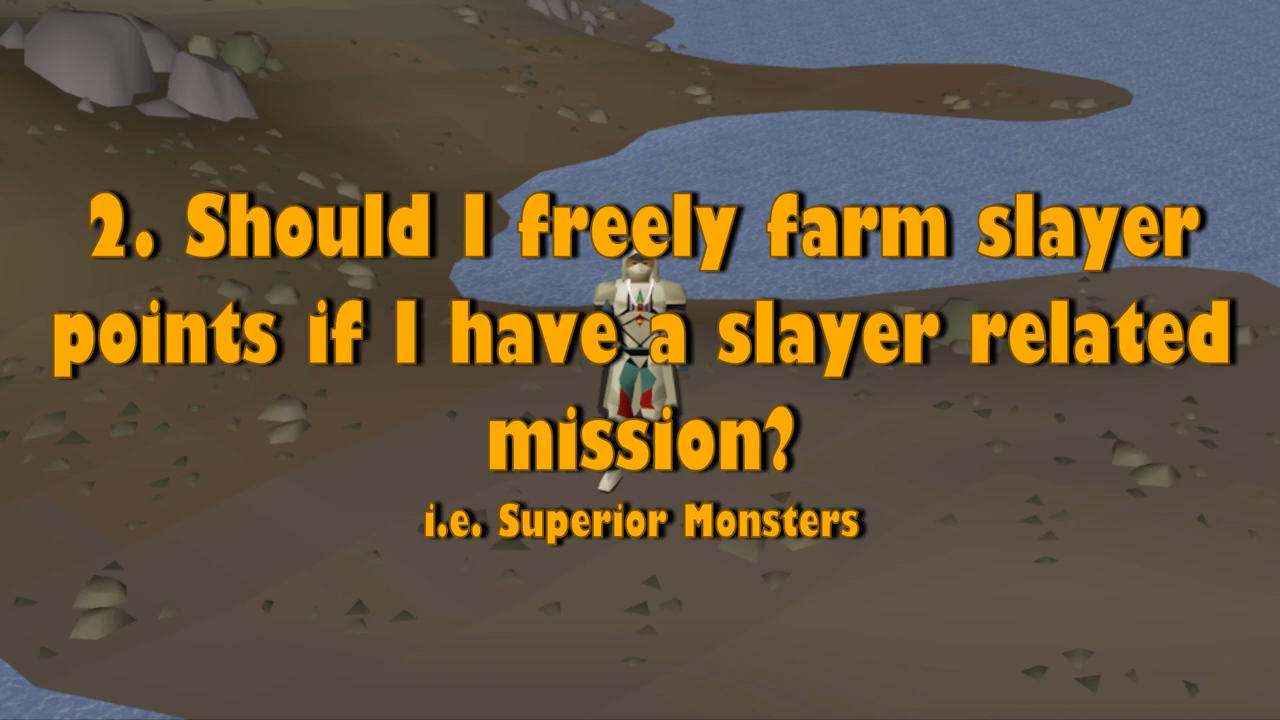 2. Should I freely farm slayer
points if I have a slayer related
mission?
i.e. Superior Monsters